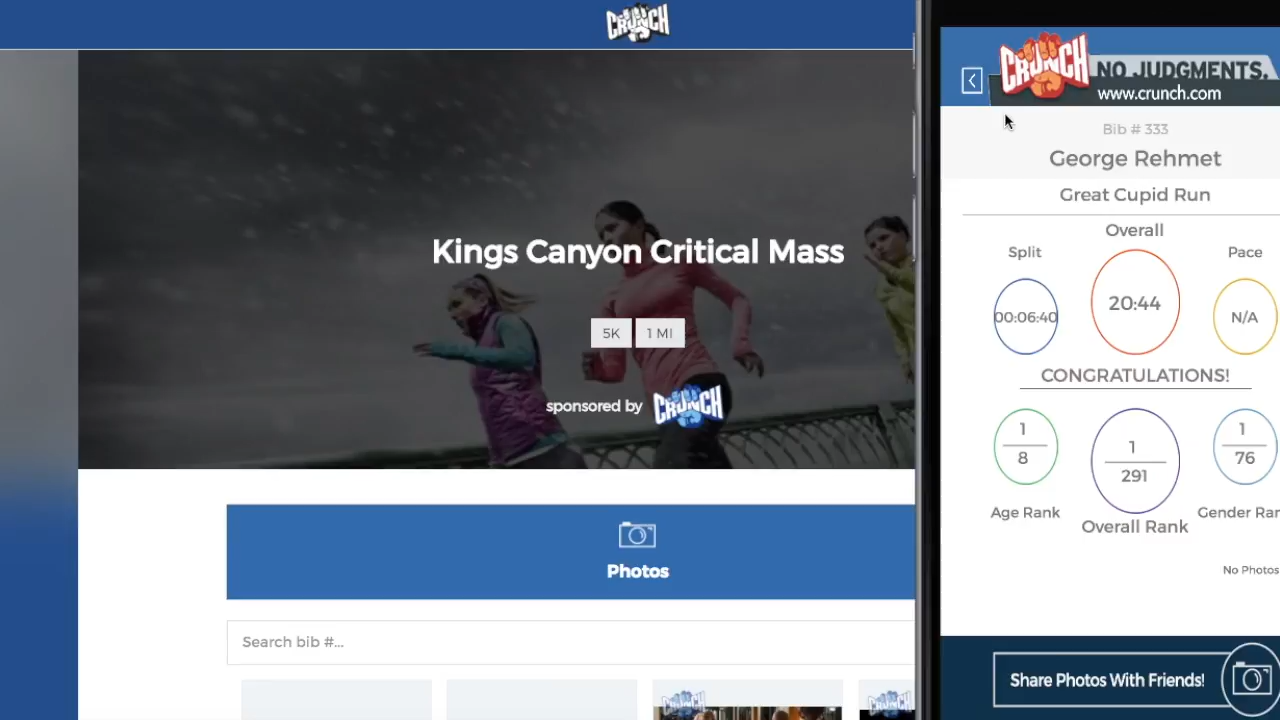 CRUNCH
Kings Canyon Critical Mass
5K
1 MI
sponsored by CRUNCH
Photos
Search bib #...
CRUNCH
NO JUDGMENTS.
www.crunch.com
Bib # 333
George Rehmet
Great Cupid Run
Overall
Split
Pace
00:06:40
20:44
N/A
CONGRATULATIONS!
1
8
1
291
1
76
Age Rank
Overall Rank
Gender Ran
No Photos
Share Photos With Friends!